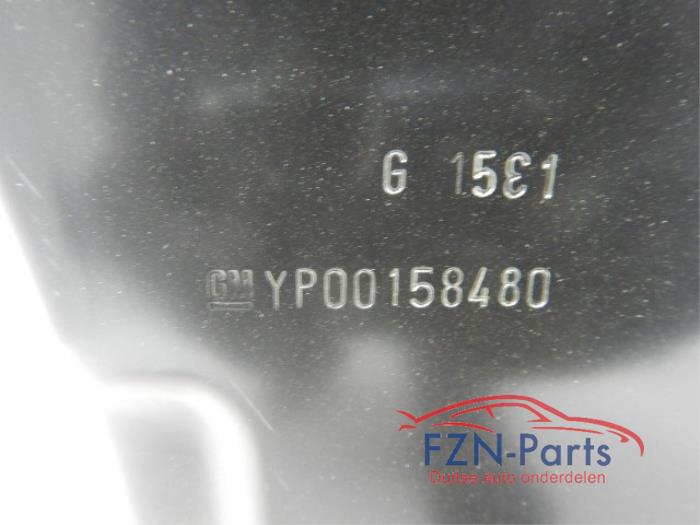 G 15E1
GM YP00158480
FZN-Parts
Duitse auto onderdelen